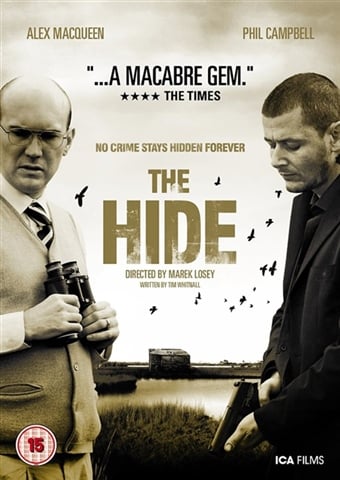 ALEX MACQUEEN
PHIL CAMPBELL
"...A MACABRE GEM."
★★★★ THE TIMES
NO CRIME STAYS HIDDEN FOREVER
THE
HIDE
DIRECTED BY MAREK LOSEY
WRITTEN BY TIM WHITNALL
15
ICA FILMS